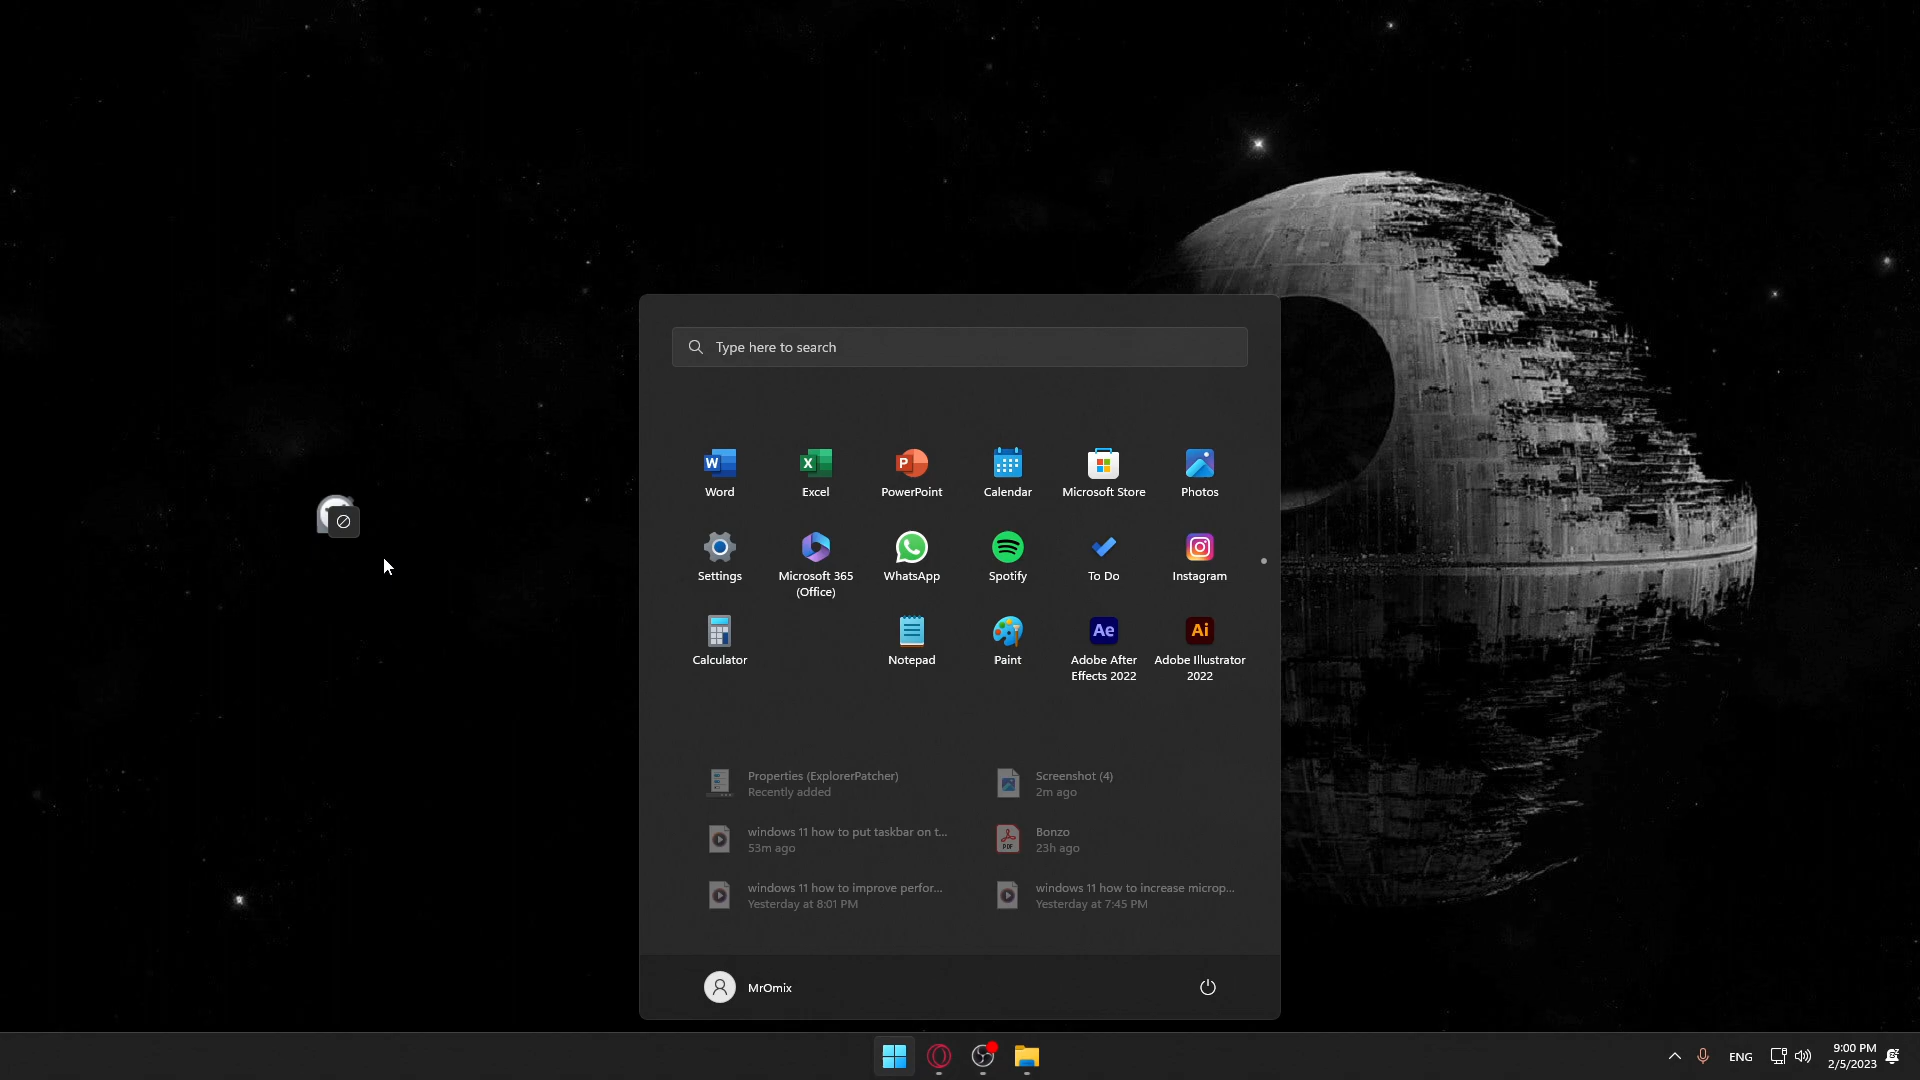 Type here to search
Word
Excel
PowerPoint
Calendar
Microsoft Store
Photos
Settings
Microsoft 365
(Office)
WhatsApp
Spotify
To Do
Instagram
Calculator
Notepad
Paint
Adobe After
Effects 2022
Adobe Illustrator
2022
Properties (ExplorerPatcher)
Recently added
Screenshot (4)
2m ago
windows 11 how to put taskbar on t...
53m ago
Bonzo
23h ago
windows 11 how to improve perfor...
Yesterday at 8:01 PM
windows 11 how to increase microp...
Yesterday at 7:45 PM
MrOmix
ENG
9:00 PM
2/5/2023